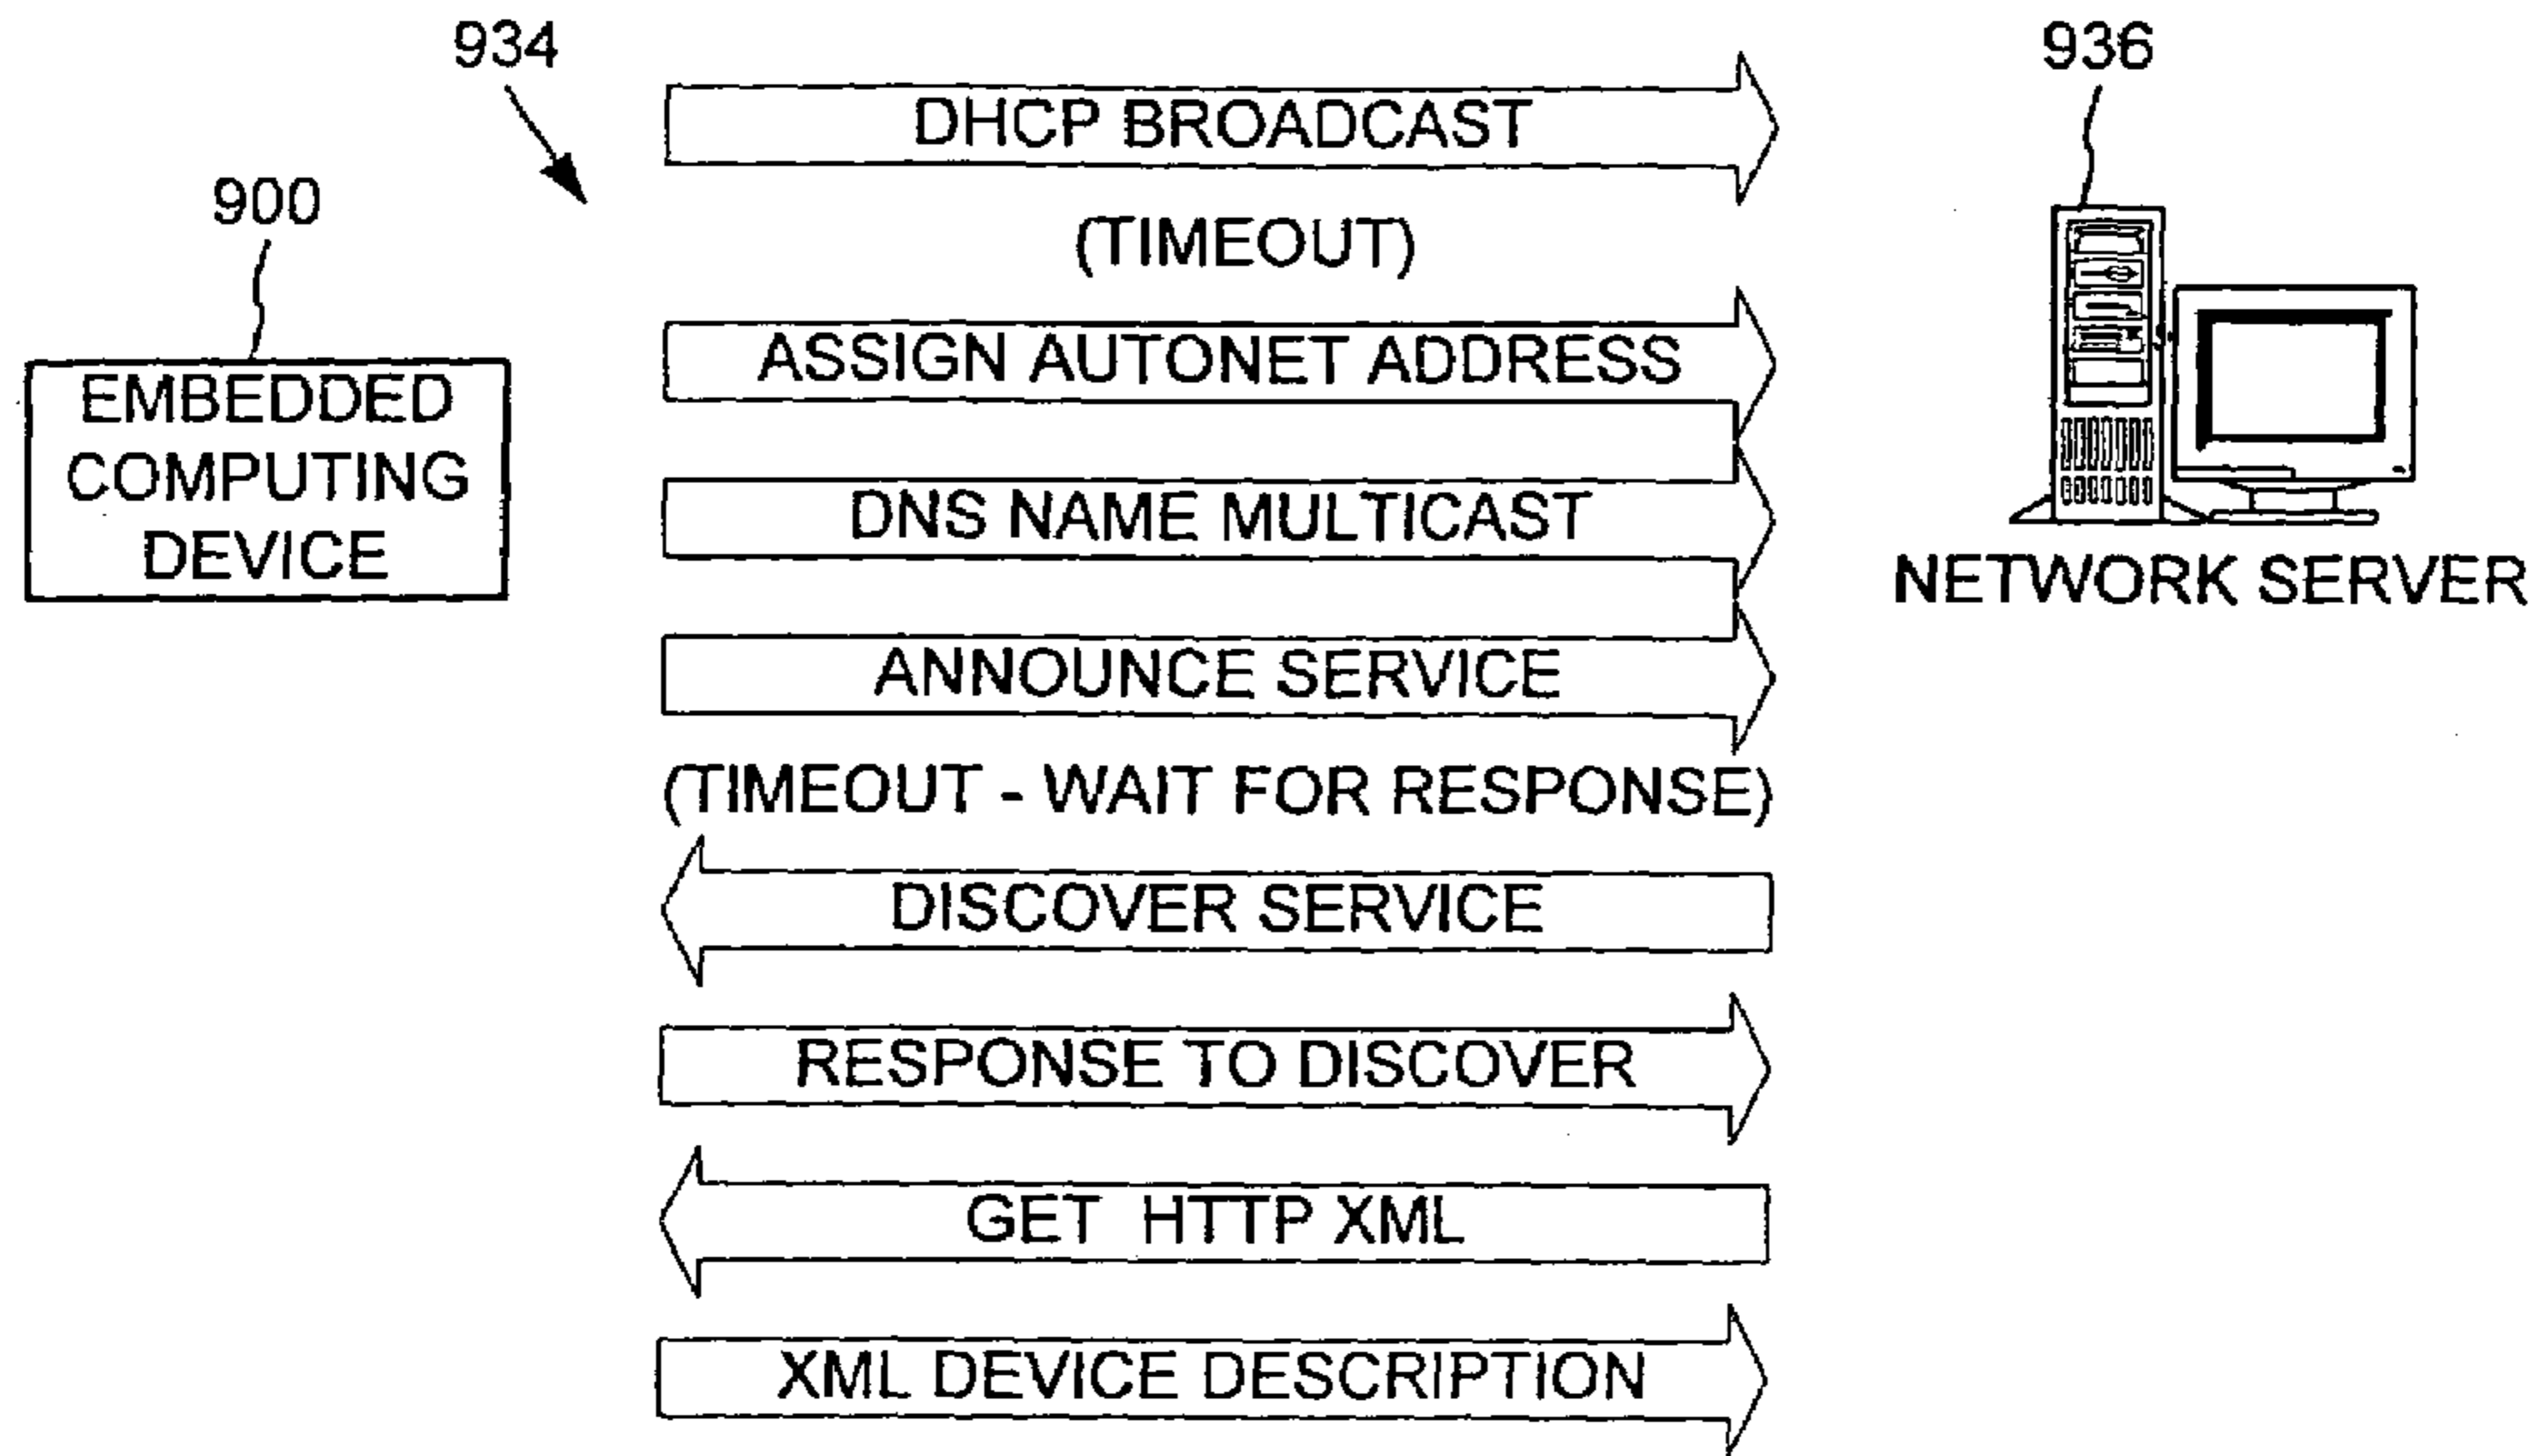 934
936
900
DHCP BROADCAST
(TIMEOUT)
ASSIGN AUTONET ADDRESS
EMBEDDED
COMPUTING
DEVICE
DNS NAME MULTICAST
NETWORK SERVER
ANNOUNCE SERVICE
(TIMEOUT - WAIT FOR RESPONSE)
DISCOVER SERVICE
RESPONSE TO DISCOVER
GET HTTP XML
XML DEVICE DESCRIPTION